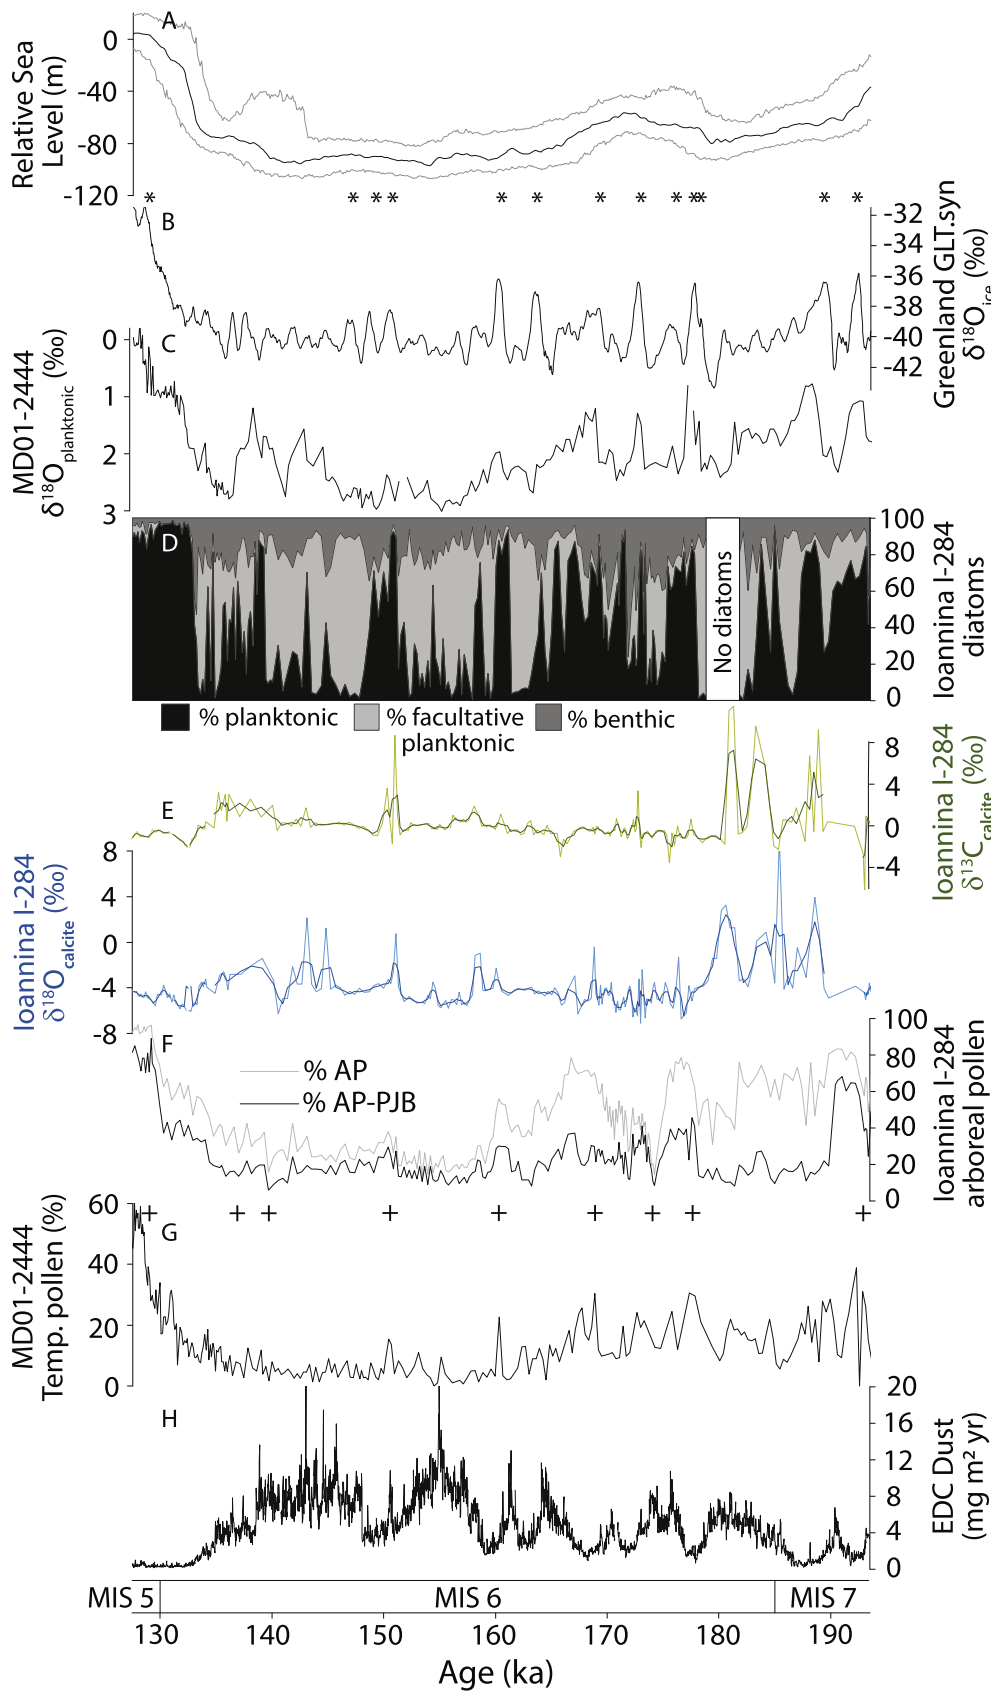 A
Relative Sea
Level (m)
0
-40
-80
-120
* * * * * * * * * * * * *
B
-32
-34
-36
-38
-40
-42
Greenland GLT.syn
δ18Oice (‰)
C
MD01-2444
δ18Oplanktonic (‰)
0
1
2
3
D
No diatoms
100
80
60
40
20
0
Ioannina I-284
diatoms
% planktonic
% facultative
planktonic
% benthic
E
8
4
0
-4
Ioannina I-284
δ13Ccalcite (‰)
Ioannina I-284
δ18Ocalcite (‰)
8
4
0
-4
-8
F
% AP
% AP-PJB
100
80
60
40
20
0
Ioannina I-284
arboreal pollen
+ + + + + + + + +
G
MD01-2444
Temp. pollen (%)
60
40
20
0
H
20
16
12
8
4
0
EDC Dust
(mg m² yr)
MIS 5
MIS 6
MIS 7
130 140 150 160 170 180 190
Age (ka)